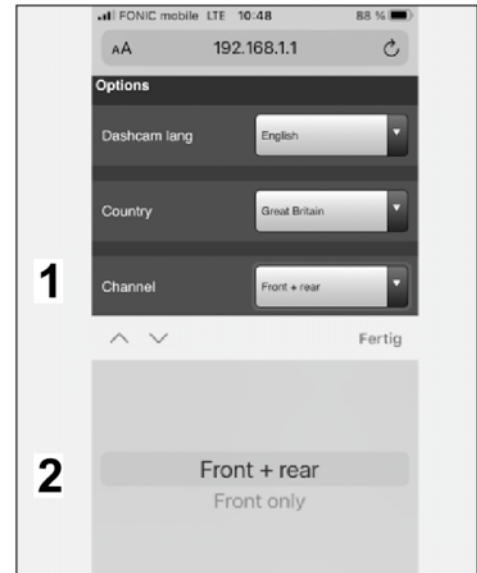 FONIC mobile LTE 10:48 88 %
AA 192.168.1.1
Options
Dashcam lang English
Country Great Britain
1 Channel Front + rear
Fertig
2 Front + rear
Front only